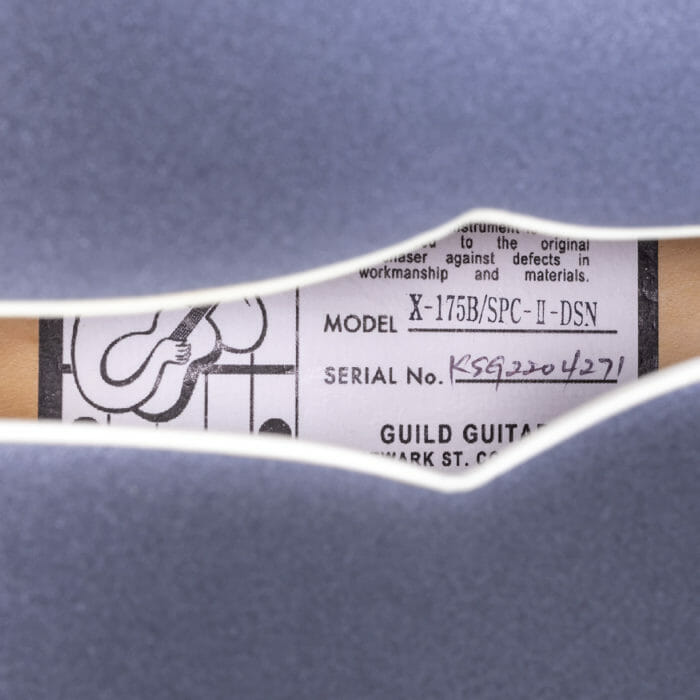 instrument
to the original
against defects in
workmanship and materials.
MODEL X-175B/SPC-II-DSN
SERIAL No. KSG2204271
GUILD GUITA
WARK ST. CO